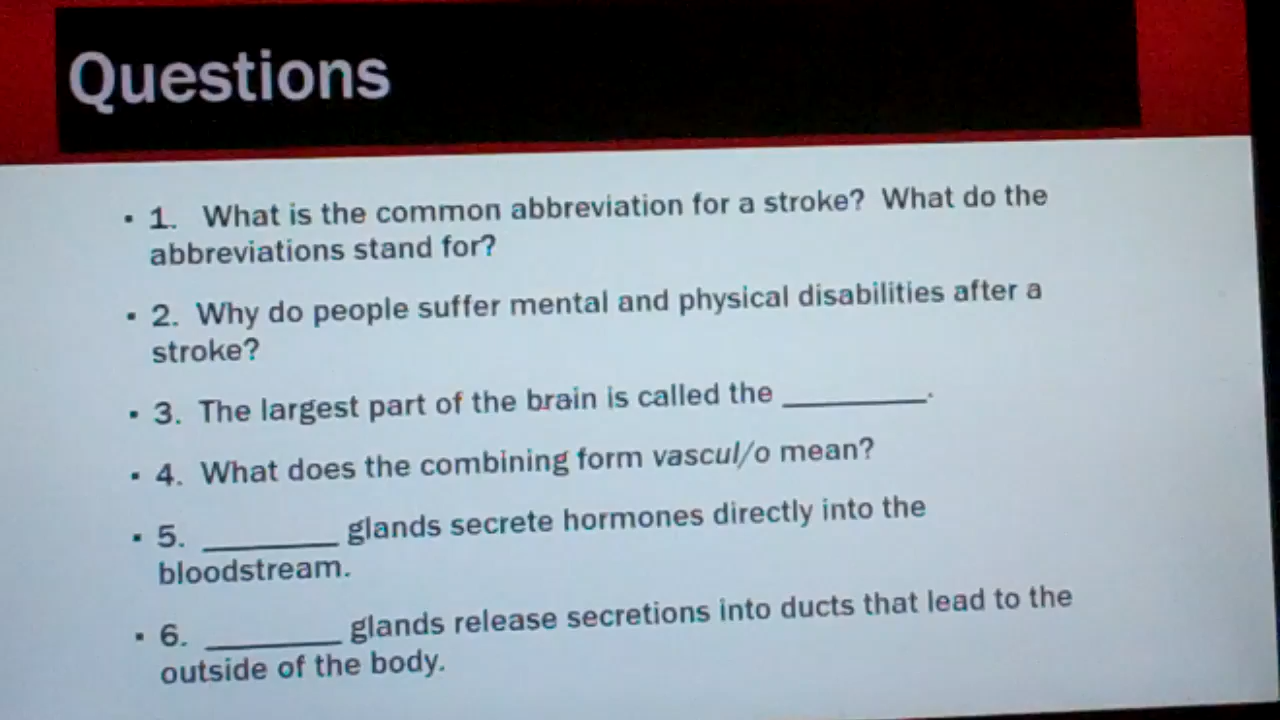 Questions
▪ 1. What is the common abbreviation for a stroke? What do the
abbreviations stand for?
▪ 2. Why do people suffer mental and physical disabilities after a
stroke?
▪ 3. The largest part of the brain is called the _________.
▪ 4. What does the combining form vascul/o mean?
▪ 5. ________ glands secrete hormones directly into the
bloodstream.
▪ 6. ________ glands release secretions into ducts that lead to the
outside of the body.